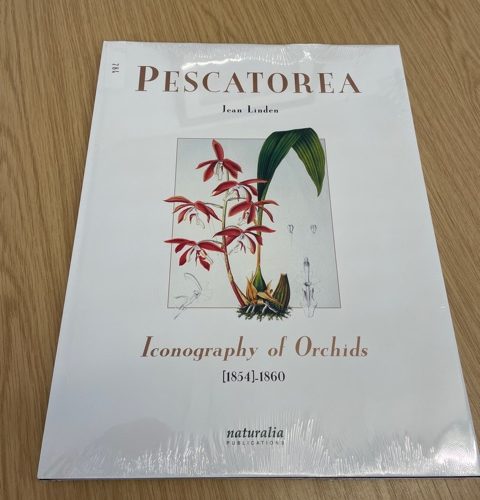 PESCATOREA
Jean Linden
Iconography of Orchids
[1854]-1860
naturalia
PUBLICATIONS